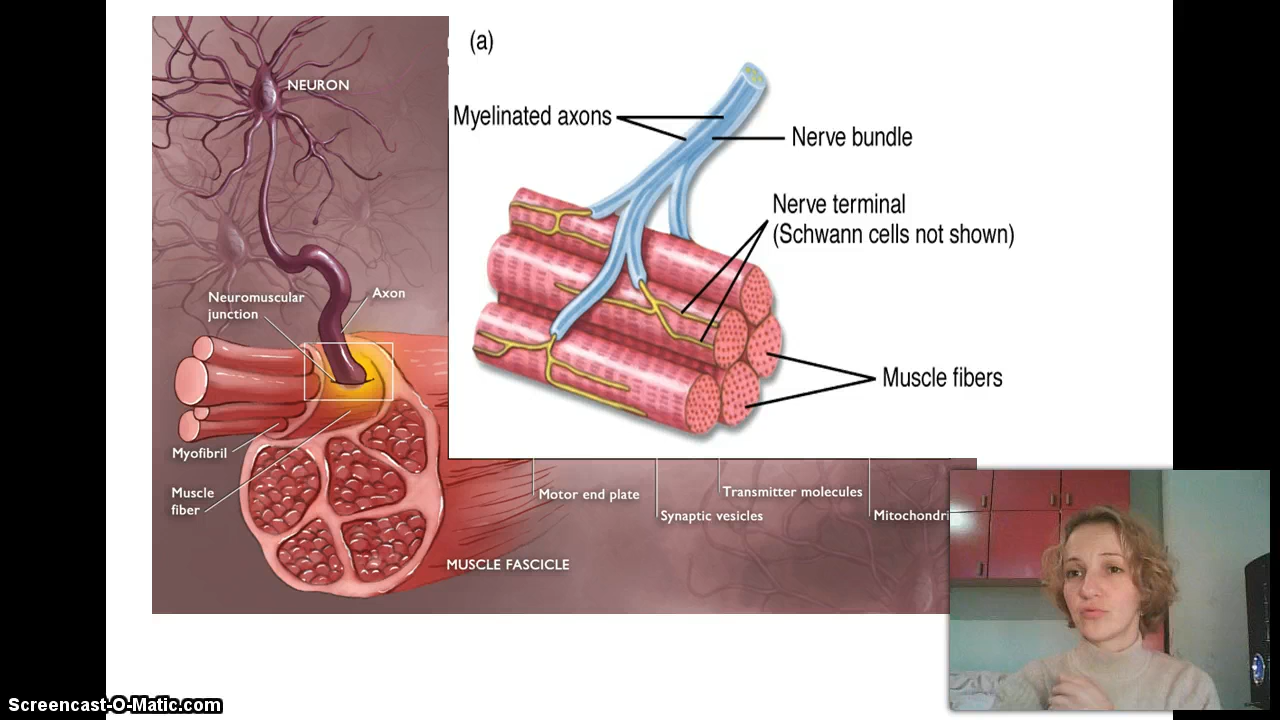 (a)
NEURON
Myelinated axons
Nerve bundle
Nerve terminal
(Schwann cells not shown)
Neuromuscular
junction
Axon
Muscle fibers
Myofibril
Muscle
fiber
Motor end plate
Transmitter molecules
Synaptic vesicles
Mitochondri
MUSCLE FASCICLE
Screencast-O-Matic.com